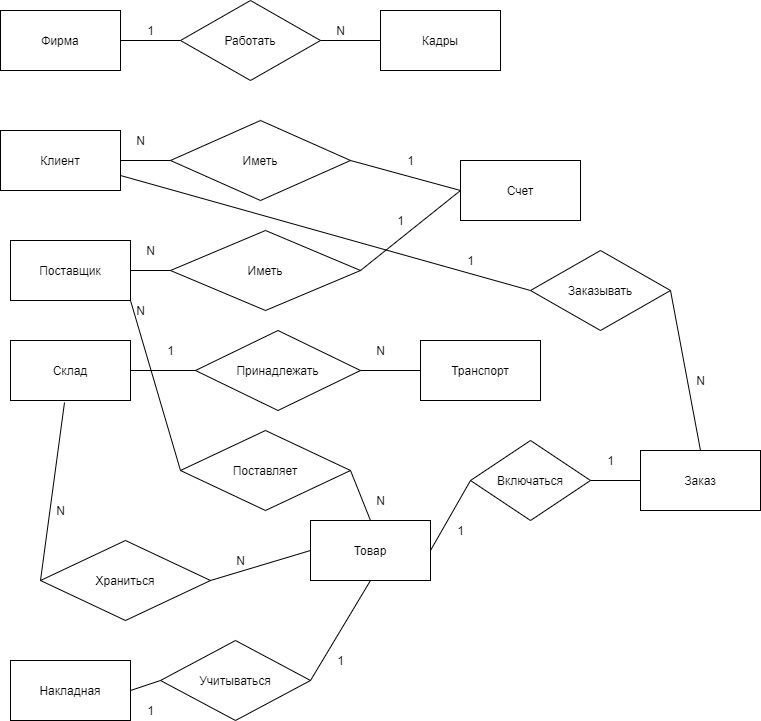 Фирма
1
Работать
N
Кадры
Клиент
N
Иметь
1
Счет
Поставщик
N
Иметь
1
1
Заказывать
N
N
Склад
1
Принадлежать
N
Транспорт
Поставляет
N
Включаться
1
1
Заказ
N
Храниться
N
Товар
Накладная
1
Учитываться
1